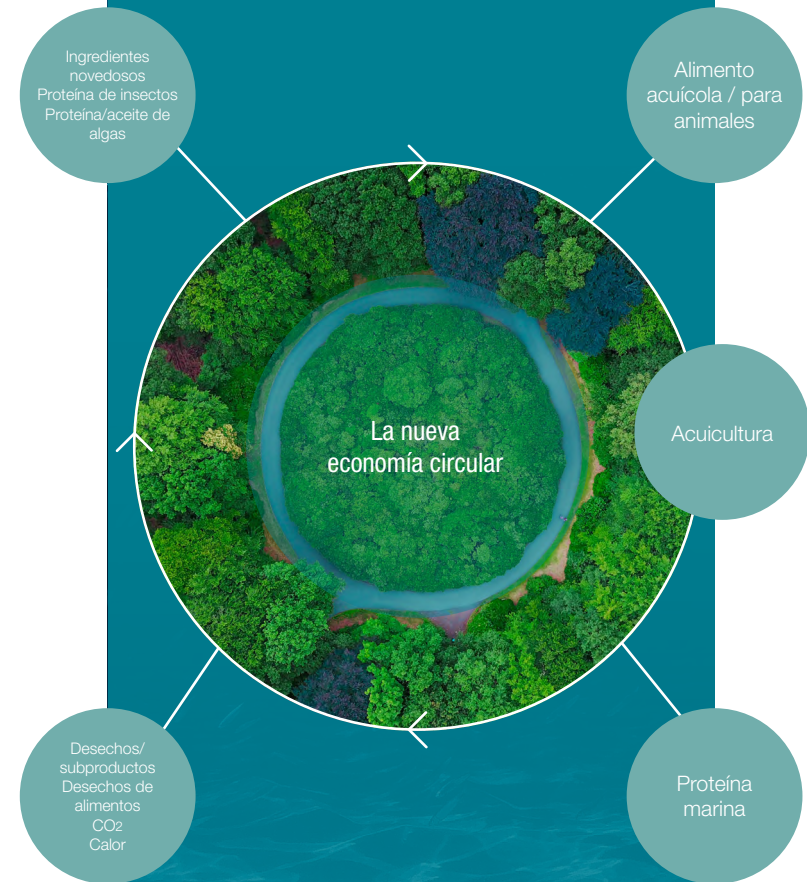 Ingredientes
novedosos
Proteína de insectos
Proteína/aceite de
algas
Alimento
acuícola / para
animales
La nueva
economía circular
Acuicultura
Desechos/
subproductos
Desechos de
alimentos
CO2
Calor
Proteína
marina